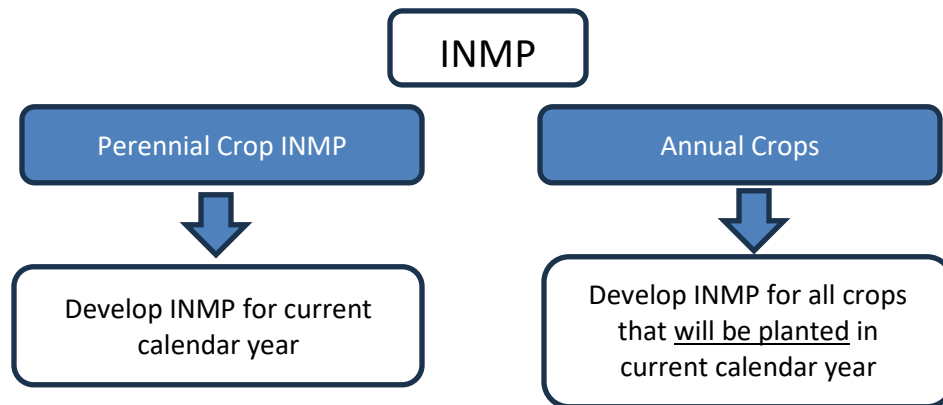 INMP
Perennial Crop INMP
Annual Crops
Develop INMP for current
calendar year
Develop INMP for all crops
that will be planted in
current calendar year